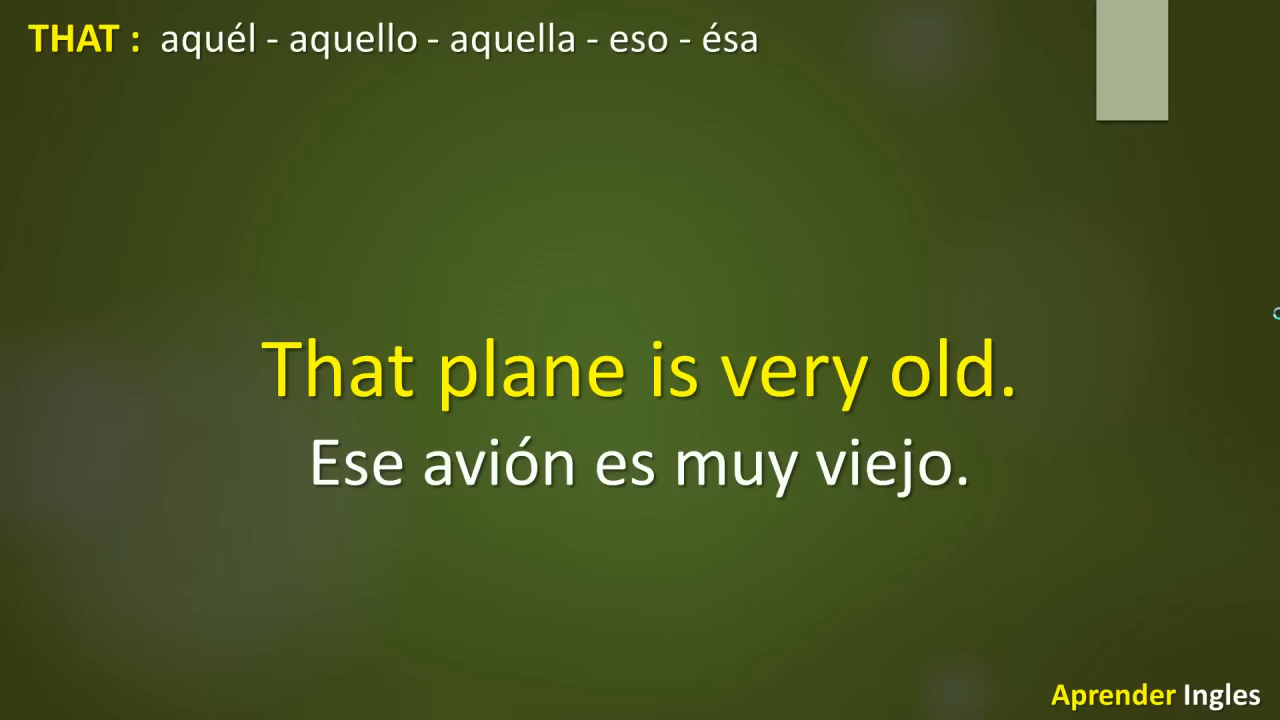 THAT : aquél - aquello - aquella - eso - ésa
That plane is very old.
Ese avión es muy viejo.
Aprender Ingles